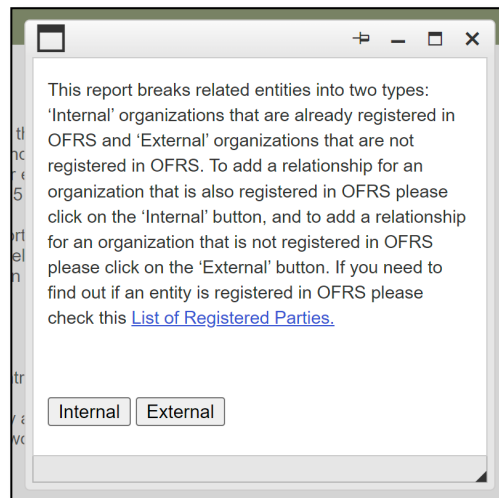 This report breaks related entities into two types:
‘Internal’ organizations that are already registered in
OFRS and ‘External’ organizations that are not
registered in OFRS. To add a relationship for an
organization that is also registered in OFRS please
click on the ‘Internal’ button, and to add a relationship
for an organization that is not registered in OFRS
please click on the ‘External’ button. If you need to
find out if an entity is registered in OFRS please
check this List of Registered Parties.
Internal External